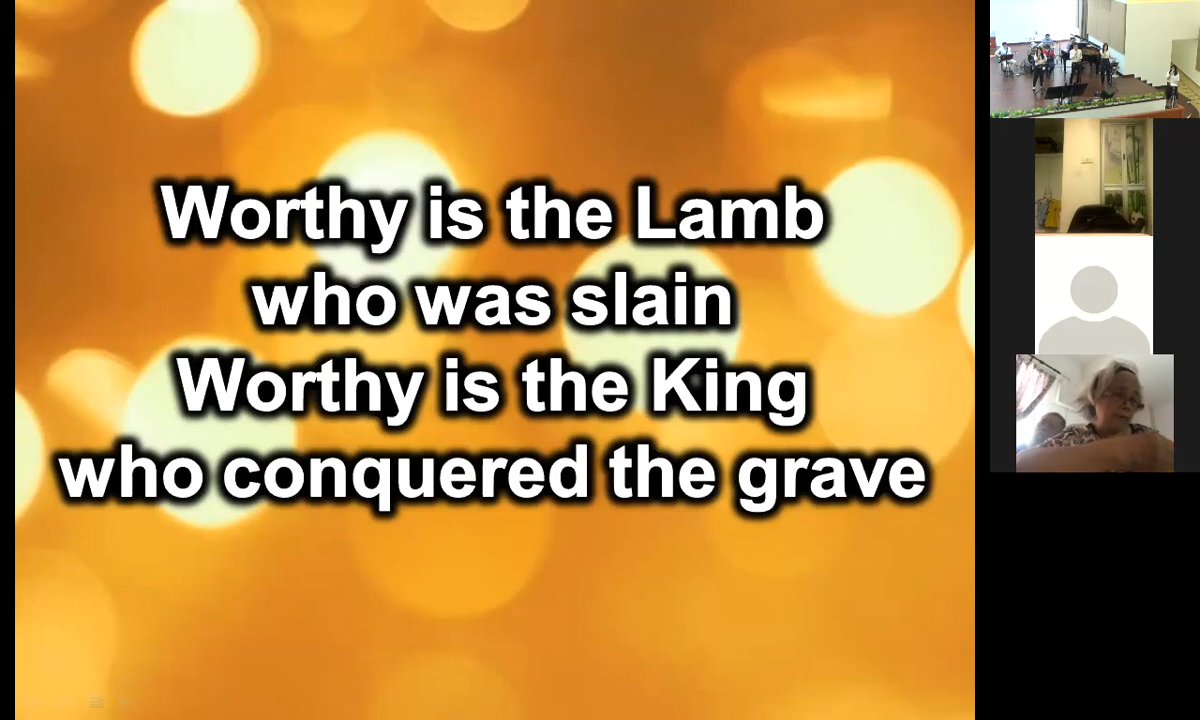 Worthy is the Lamb
who was slain
Worthy is the King
who conquered the grave